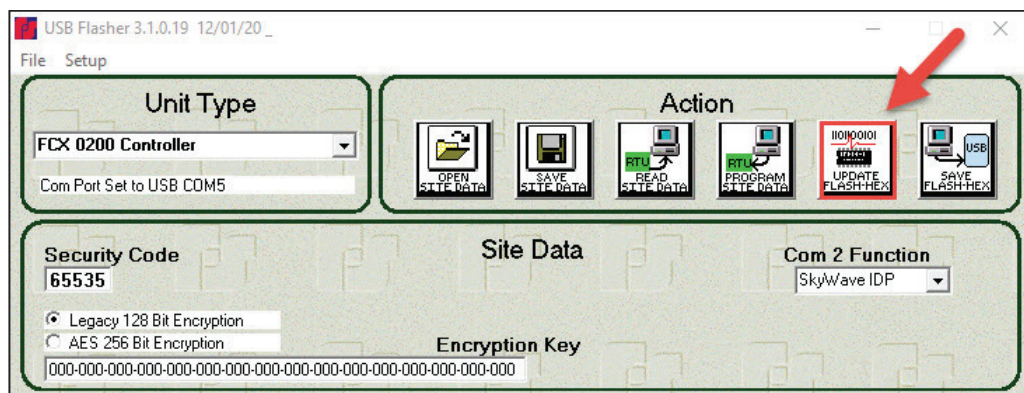 USB Flasher 3.1.0.19 12/01/20 _
File Setup
Unit Type
FCX 0200 Controller
Com Port Set to USB COM5
Action
OPEN
SITE DATA
SAVE
SITE DATA
RTU
READ
SITE DATA
RTU
PROGRAM
SITE DATA
1101100101
UPDATE
FLASH-HEX
USB
SAVE
FLASH-HEX
Site Data
Security Code
65535
Legacy 128 Bit Encryption
AES 256 Bit Encryption
Com 2 Function
SkyWave IDP
Encryption Key
000-000-000-000-000-000-000-000-000-000-000-000-000-000-000-000